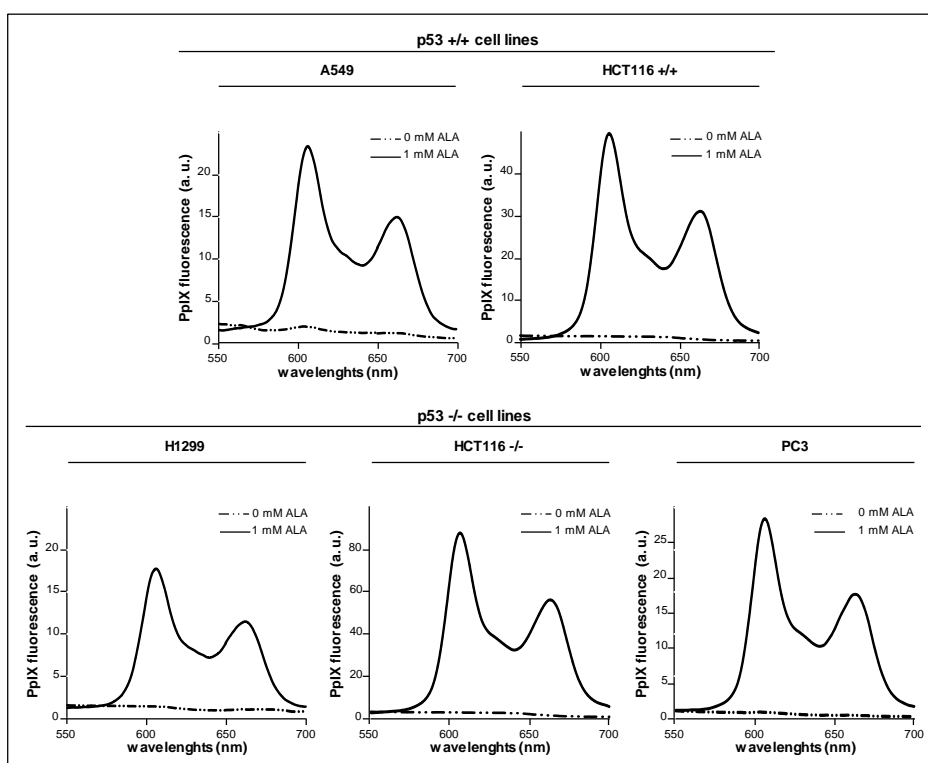 p53 +/+ cell lines
A549
HCT116 +/+
PpIX fluorescence (a. u.)
0 mM ALA
1 mM ALA
20
15
10
5
0
550 600 650 700
wavelenghts (nm)
PpIX fluorescence (a. u.)
0 mM ALA
1 mM ALA
40
30
20
10
0
550 600 650 700
wavelenghts (nm)
p53 -/- cell lines
H1299
HCT116 -/-
PC3
PpIX fluorescence (a. u.)
0 mM ALA
1 mM ALA
20
15
10
5
0
550 600 650 700
wavelenghts (nm)
PpIX fluorescence (a. u.)
0 mM ALA
1 mM ALA
80
60
40
20
0
550 600 650 700
wavelenghts (nm)
PpIX fluorescence (a. u.)
0 mM ALA
1 mM ALA
25
20
15
10
5
0
550 600 650 700
wavelenghts (nm)